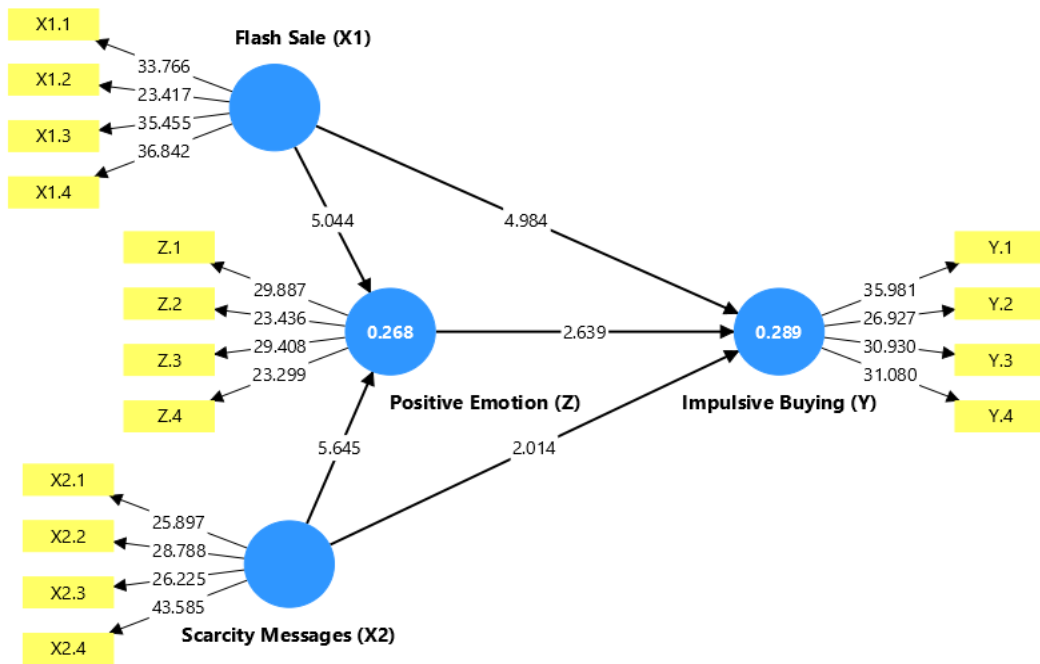 X1.1
Flash Sale (X1)
33.766
X1.2
23.417
X1.3
35.455
36.842
X1.4
5.044
4.984
Z.1
29.887
Z.2
23.436
Z.3
29.408
23.299
Z.4
0.268
2.639
0.289
Y.1
35.981
Y.2
26.927
Y.3
30.930
31.080
Y.4
Positive Emotion (Z)
Impulsive Buying (Y)
5.645
2.014
X2.1
25.897
X2.2
28.788
X2.3
26.225
43.585
X2.4
Scarcity Messages (X2)